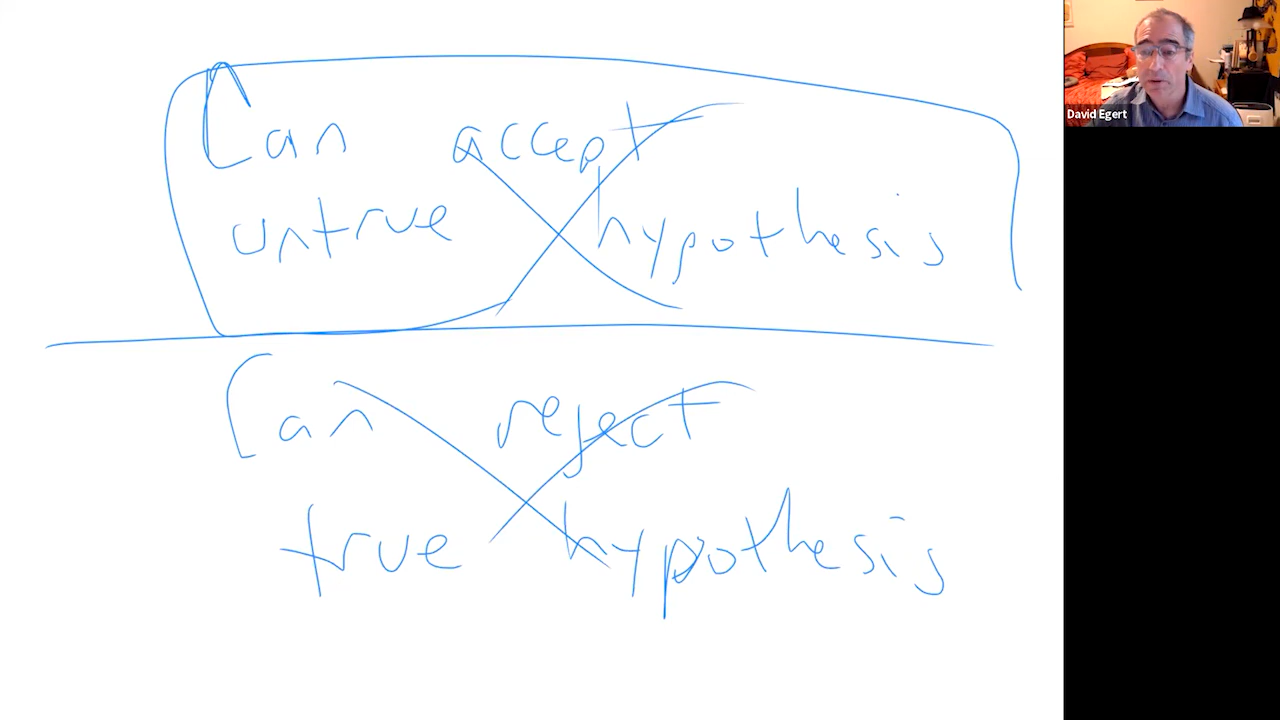 Can accept
untrue hypothesis
Can reject
true hypothesis
David Egert